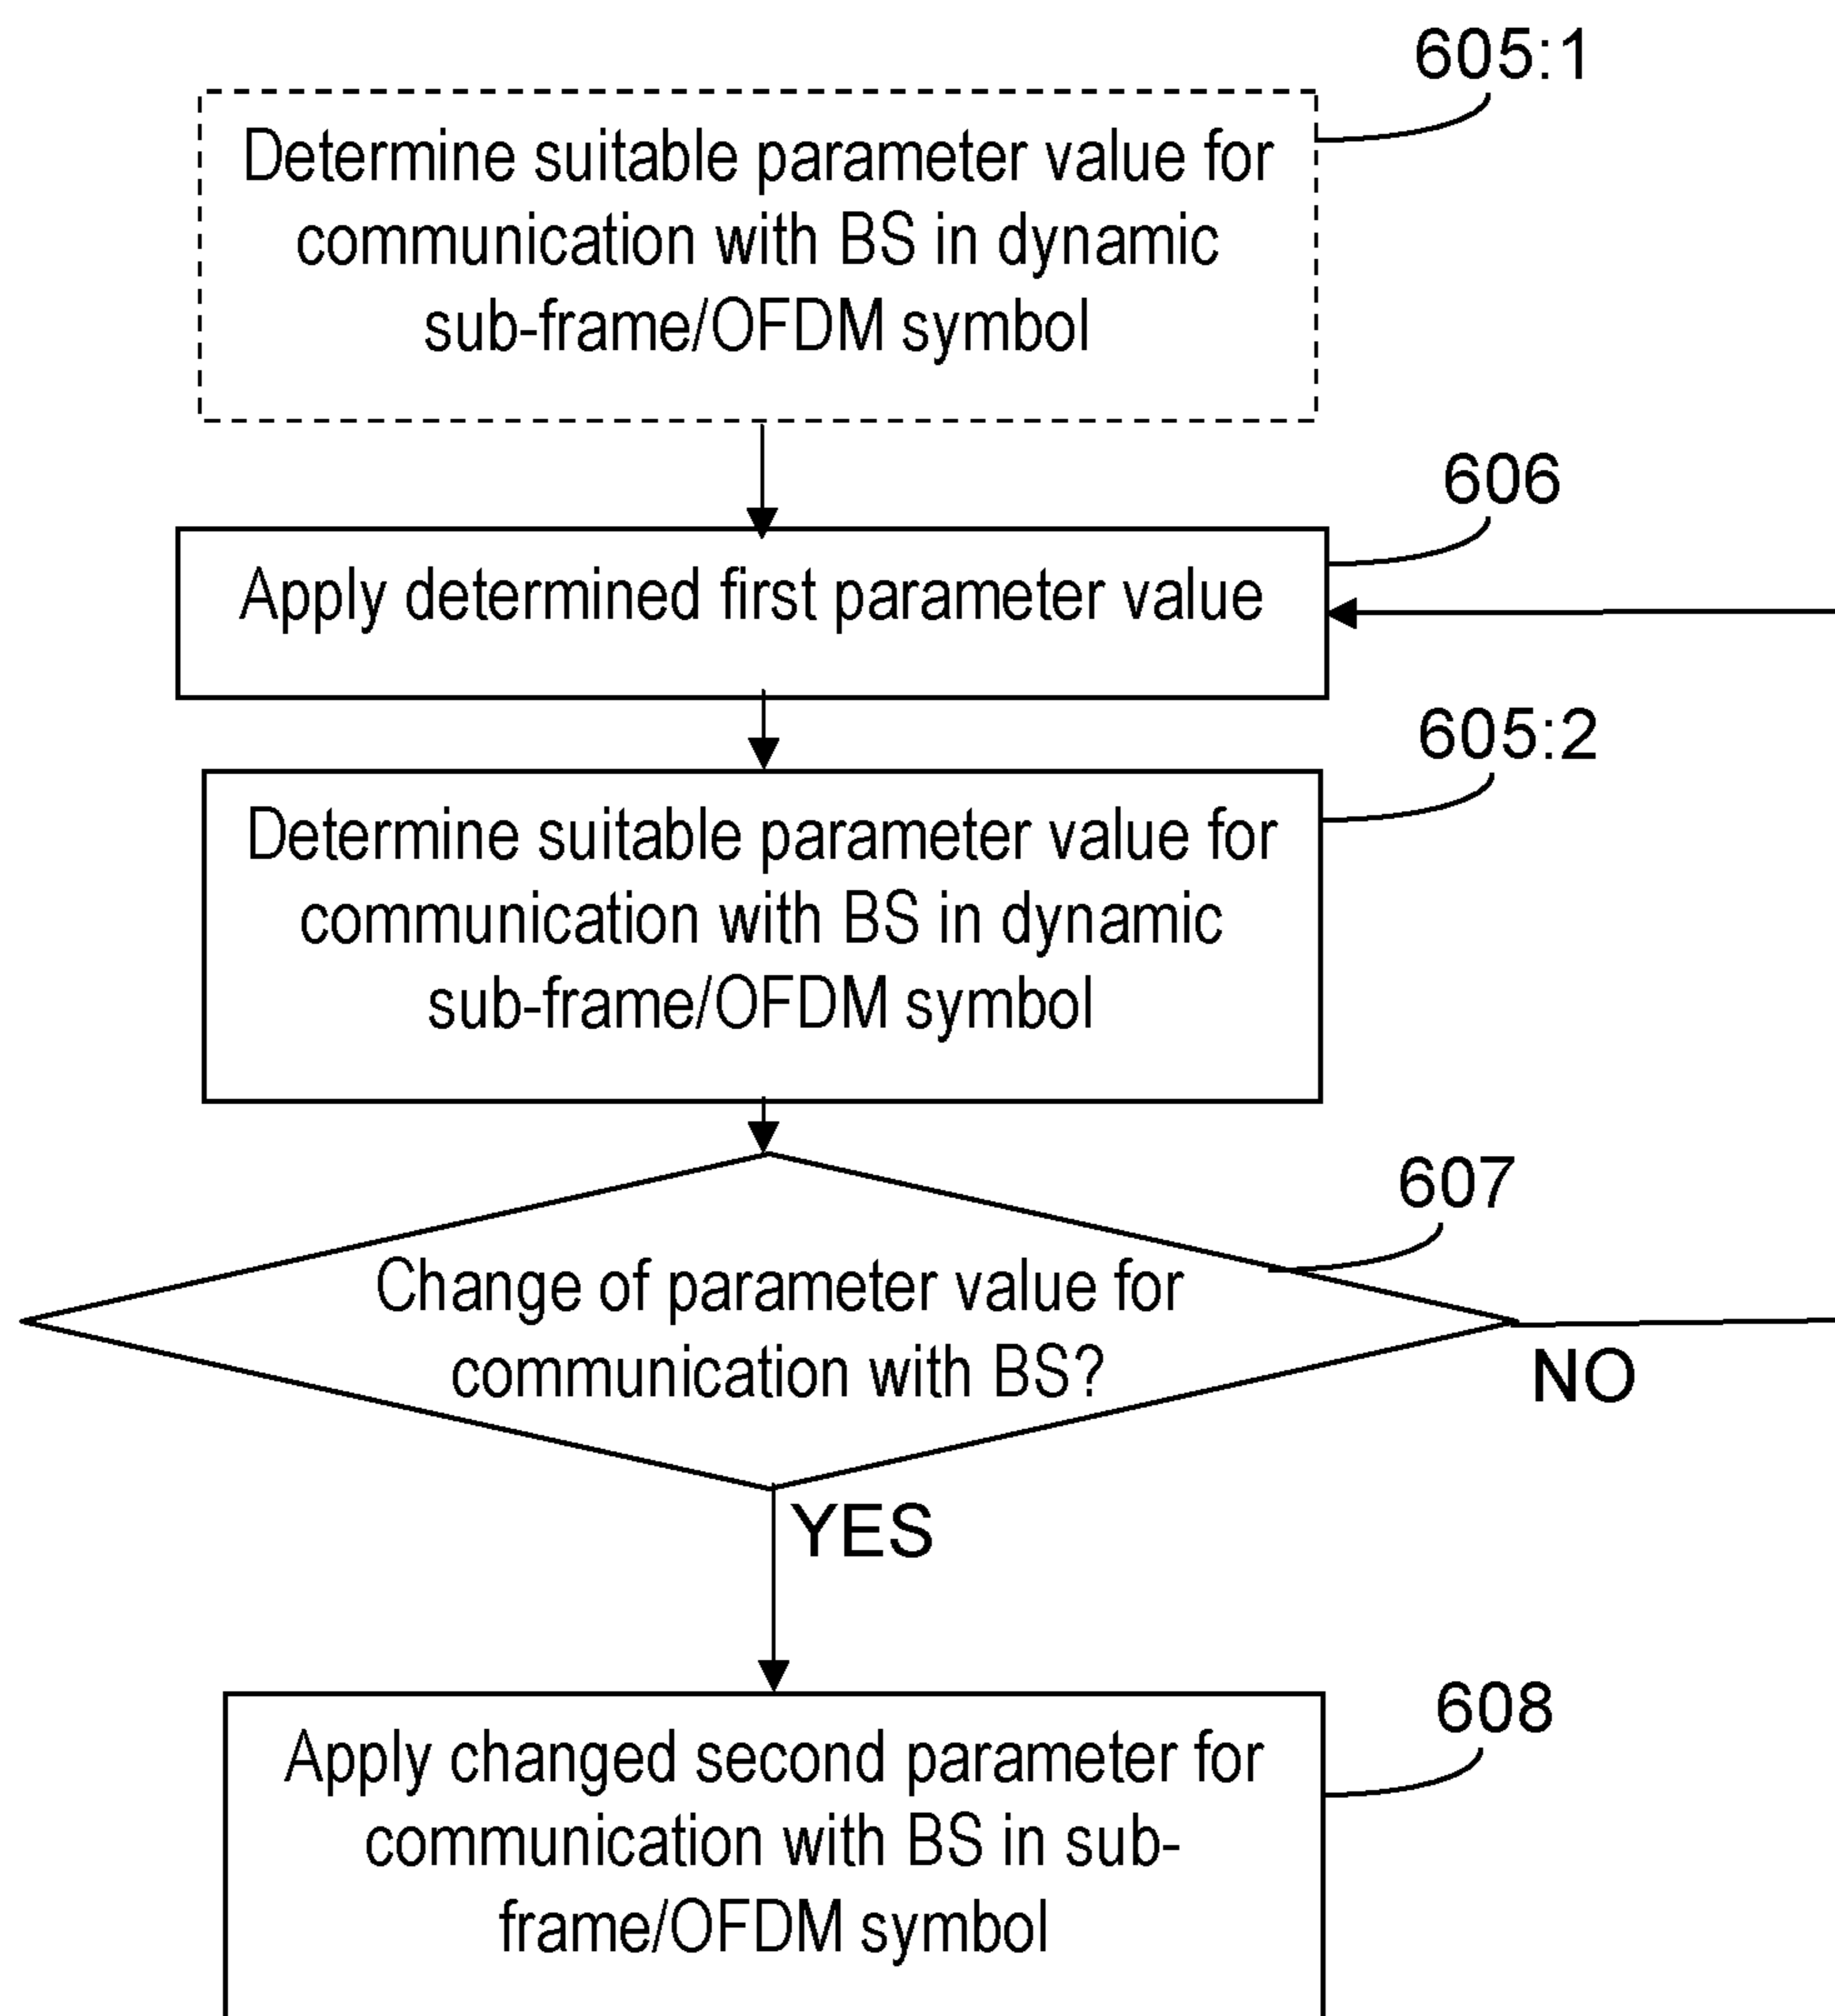 605:1
Determine suitable parameter value for
communication with BS in dynamic
sub-frame/OFDM symbol
606
Apply determined first parameter value
605:2
Determine suitable parameter value for
communication with BS in dynamic
sub-frame/OFDM symbol
607
Change of parameter value for
communication with BS?
NO
YES
608
Apply changed second parameter for
communication with BS in sub-
frame/OFDM symbol